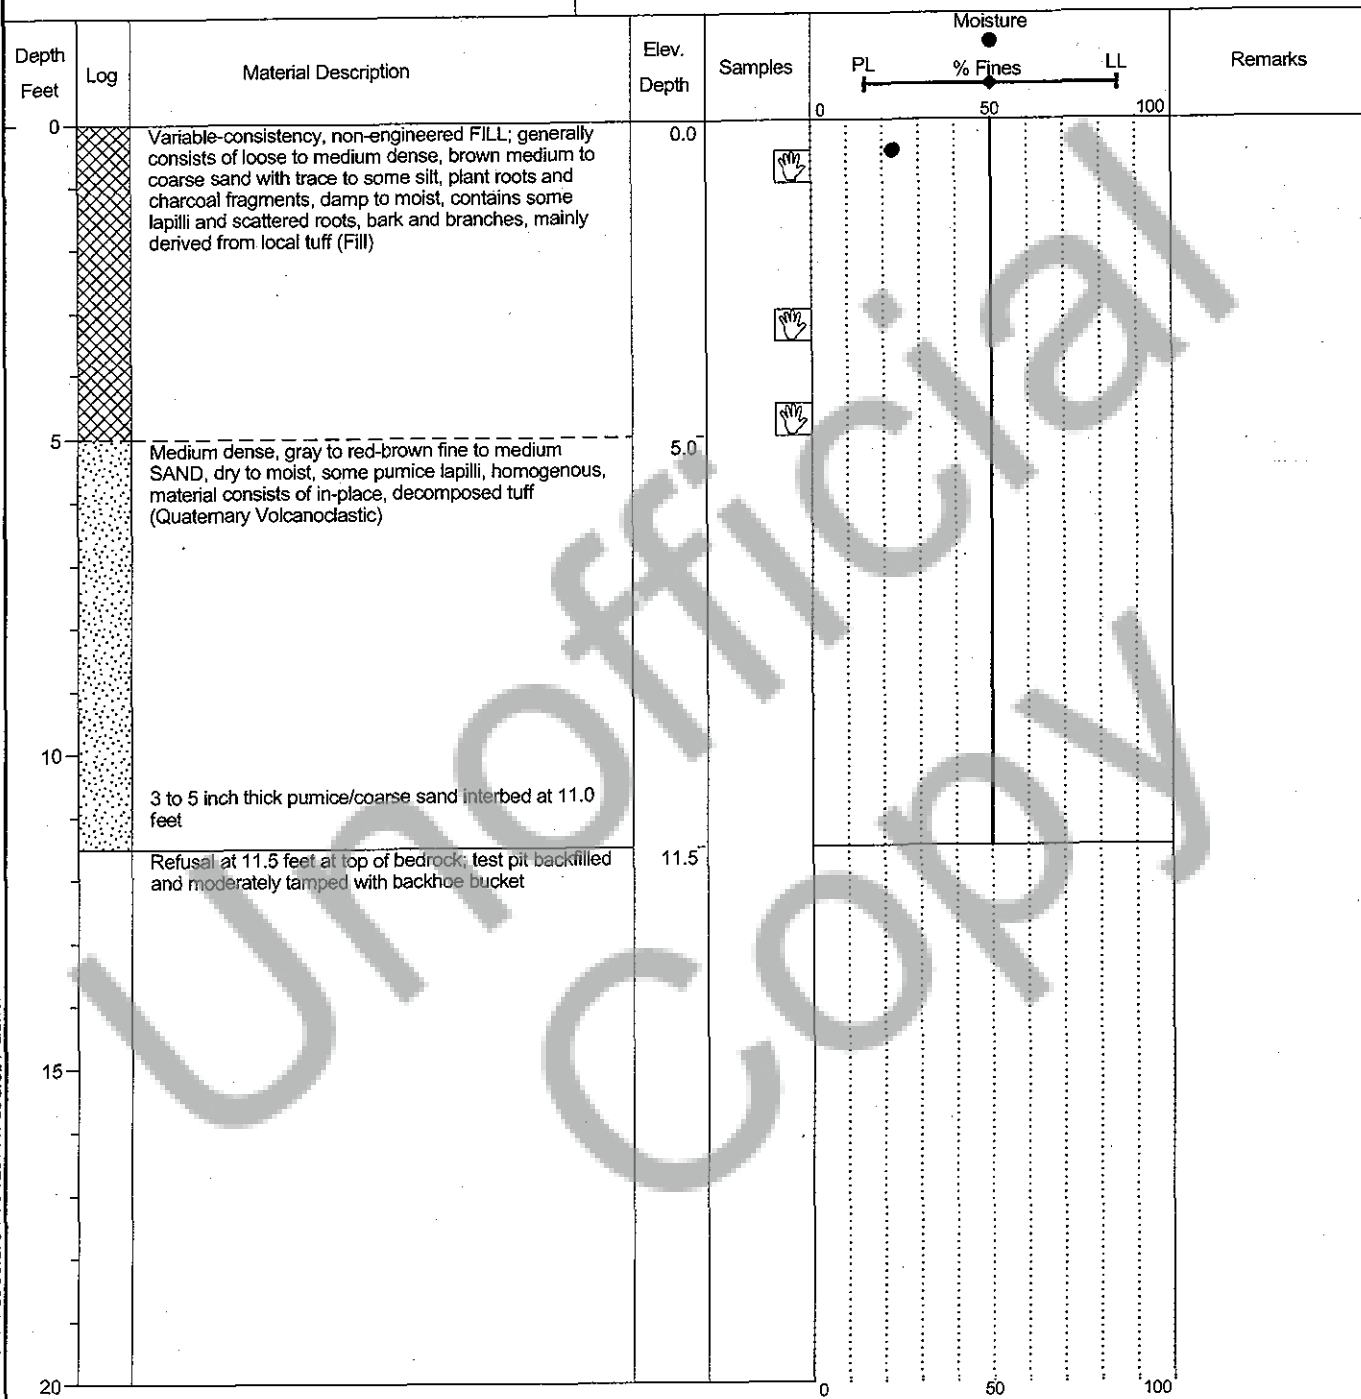 Depth
Feet
Log
Material Description
Elev.
Depth
Samples
Moisture
PL
% Fines
LL
0
50
100
Remarks
0
Variable-consistency, non-engineered FILL; generally
consists of loose to medium dense, brown medium to
coarse sand with trace to some silt, plant roots and
charcoal fragments, damp to moist, contains some
lapilli and scattered roots, bark and branches, mainly
derived from local tuff (Fill)
0.0
5
Medium dense, gray to red-brown fine to medium
SAND, dry to moist, some pumice lapilli, homogenous,
material consists of in-place, decomposed tuff
(Quaternary Volcanoclastic)
5.0
10
3 to 5 inch thick pumice/coarse sand interbed at 11.0
feet
Refusal at 11.5 feet at top of bedrock; test pit backfilled
and moderately tamped with backhoe bucket
11.5
15
20
0
50
100
Unofficial
Copy